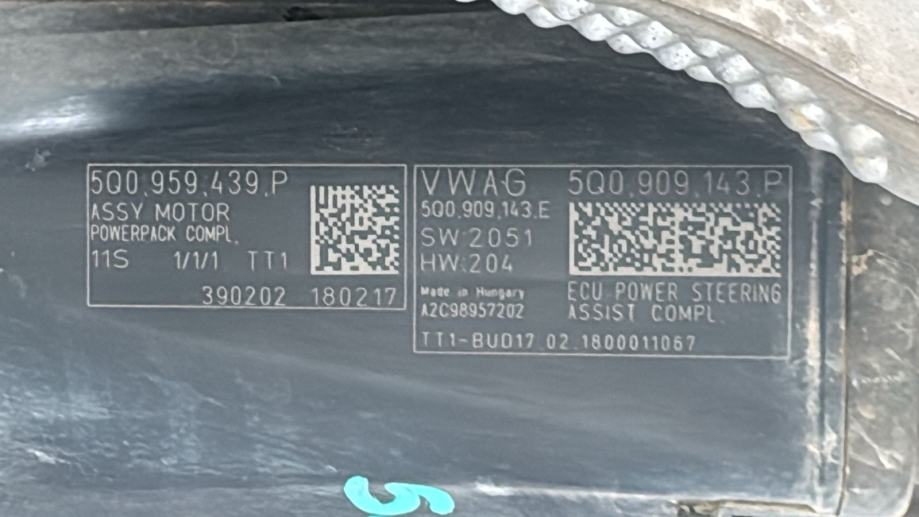 5Q0.959.439.P
ASSY MOTOR
POWERPACK COMPL.
11S 1/1/1 TT1
390202 180217
VWAG 5Q0.909.143.P
5Q0.909.143.E
SW:2051
HW:204
Made in Hungary
A2C98957202
ECU POWER STEERING
ASSIST COMPL.
TT1-BUD17.02.1800011067
5